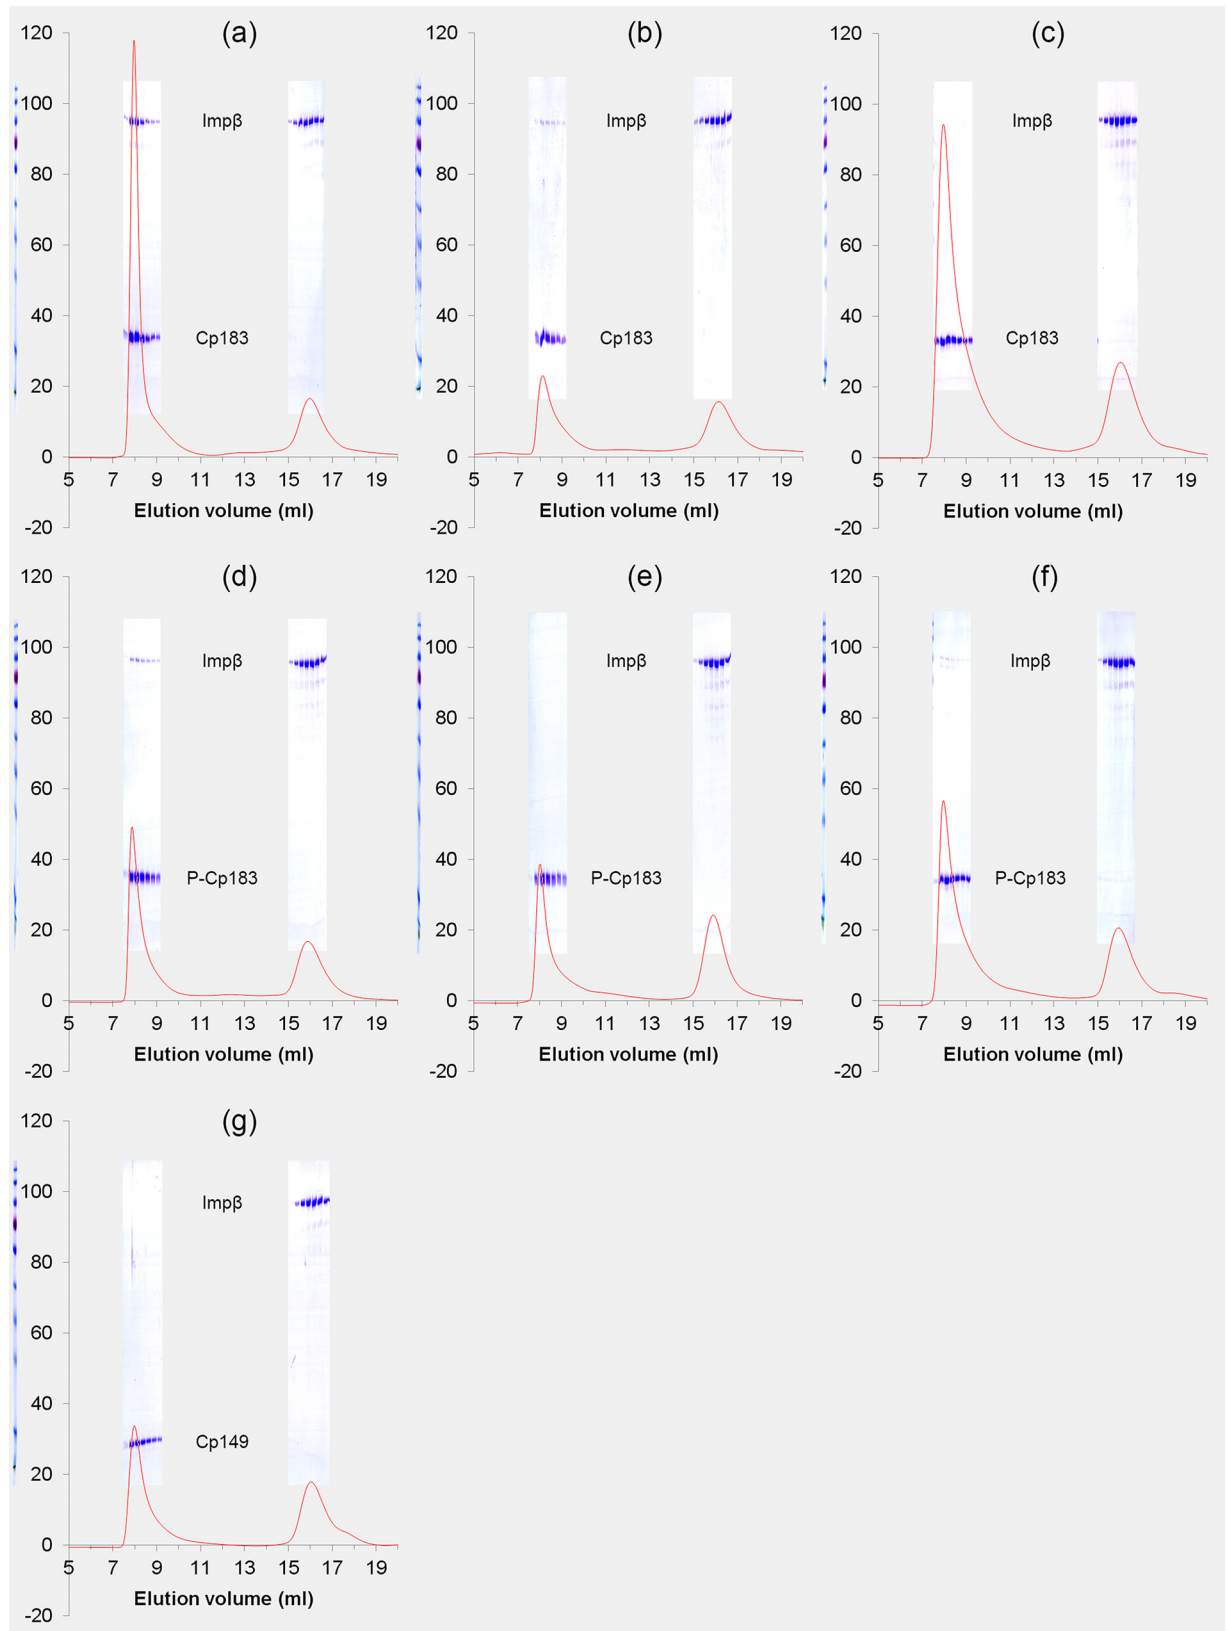 (a) (b) (c)
120 120 120
100 Impβ 100 Impβ 100 Impβ
80 80 80
60 60 60
40 Cp183 40 Cp183 40 Cp183
20 20 20
0 0 0
5 7 9 11 13 15 17 19 5 7 9 11 13 15 17 19 5 7 9 11 13 15 17 19
Elution volume (ml) Elution volume (ml) Elution volume (ml)
-20 -20 -20
(d) (e) (f)
120 120 120
100 Impβ 100 Impβ 100 Impβ
80 80 80
60 60 60
40 P-Cp183 40 P-Cp183 40 P-Cp183
20 20 20
0 0 0
5 7 9 11 13 15 17 19 5 7 9 11 13 15 17 19 5 7 9 11 13 15 17 19
Elution volume (ml) Elution volume (ml) Elution volume (ml)
-20 -20 -20
(g)
120
100 Impβ
80
60
40
Cp149
20
0
5 7 9 11 13 15 17 19
Elution volume (ml)
-20